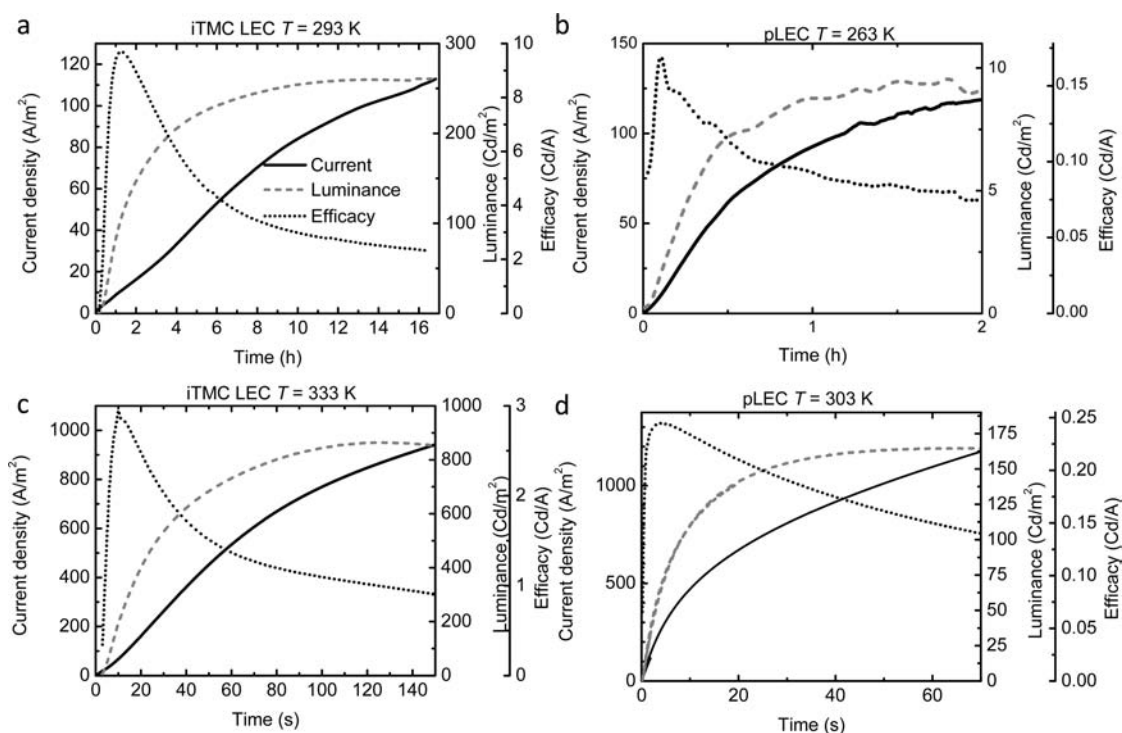 a
iTMC LEC T = 293 K
Current density (A/m²)
120
100
80
60
40
20
0
Current
Luminance
Efficacy
300
200
100
0
Luminance (Cd/m²)
10
8
6
4
2
0
Efficacy (Cd/A)
0 2 4 6 8 10 12 14 16
Time (h)
b
pLEC T = 263 K
Current density (A/m²)
150
100
50
0
10
5
0
Luminance (Cd/m²)
0.15
0.10
0.05
0.00
Efficacy (Cd/A)
0 1 2
Time (h)
c
iTMC LEC T = 333 K
Current density (A/m²)
1000
800
600
400
200
0
1000
800
600
400
200
0
Luminance (Cd/m²)
3
2
1
0
Efficacy (Cd/A)
0 20 40 60 80 100 120 140
Time (s)
d
pLEC T = 303 K
Current density (A/m²)
1000
500
0
175
150
125
100
75
50
25
0
Luminance (Cd/m²)
0.25
0.20
0.15
0.10
0.05
0.00
Efficacy (Cd/A)
0 20 40 60
Time (s)